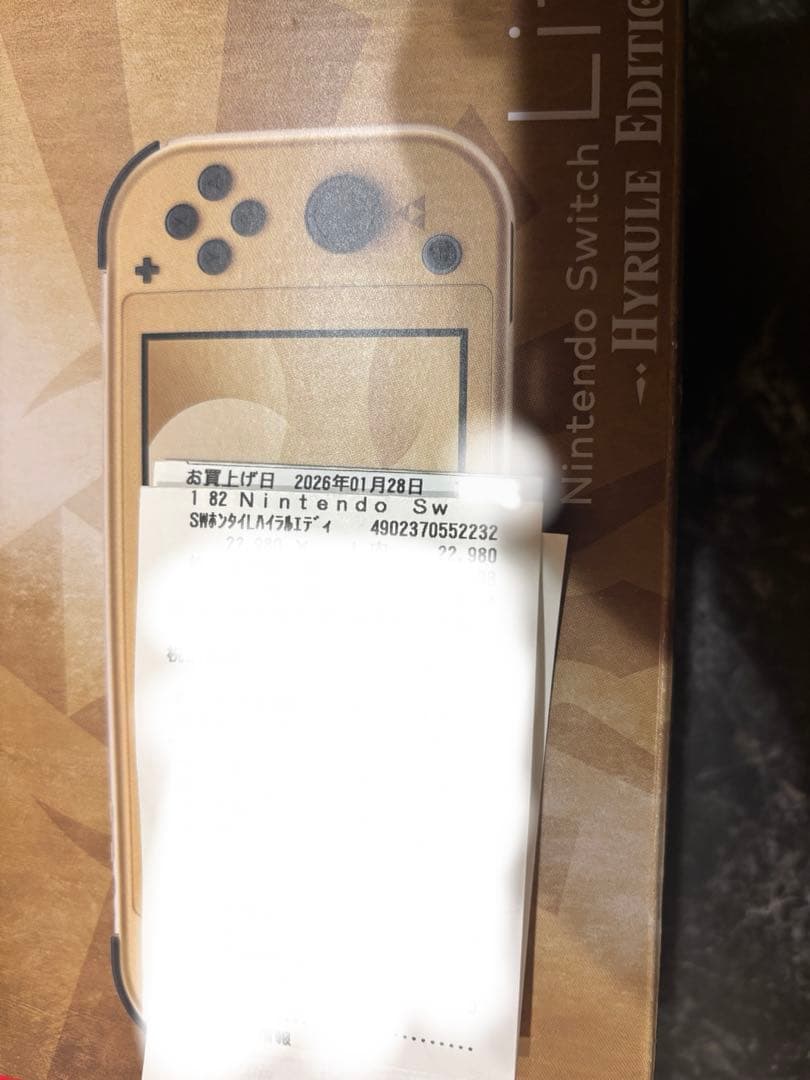 Nintendo Switch
HYRULE EDITIO
お買上げ日 2026年01月28日
1 82 Nintendo Sw
SWﾎﾝﾀｲLﾊｲﾗﾙｴﾃﾞｨ 4902370552232
22,980